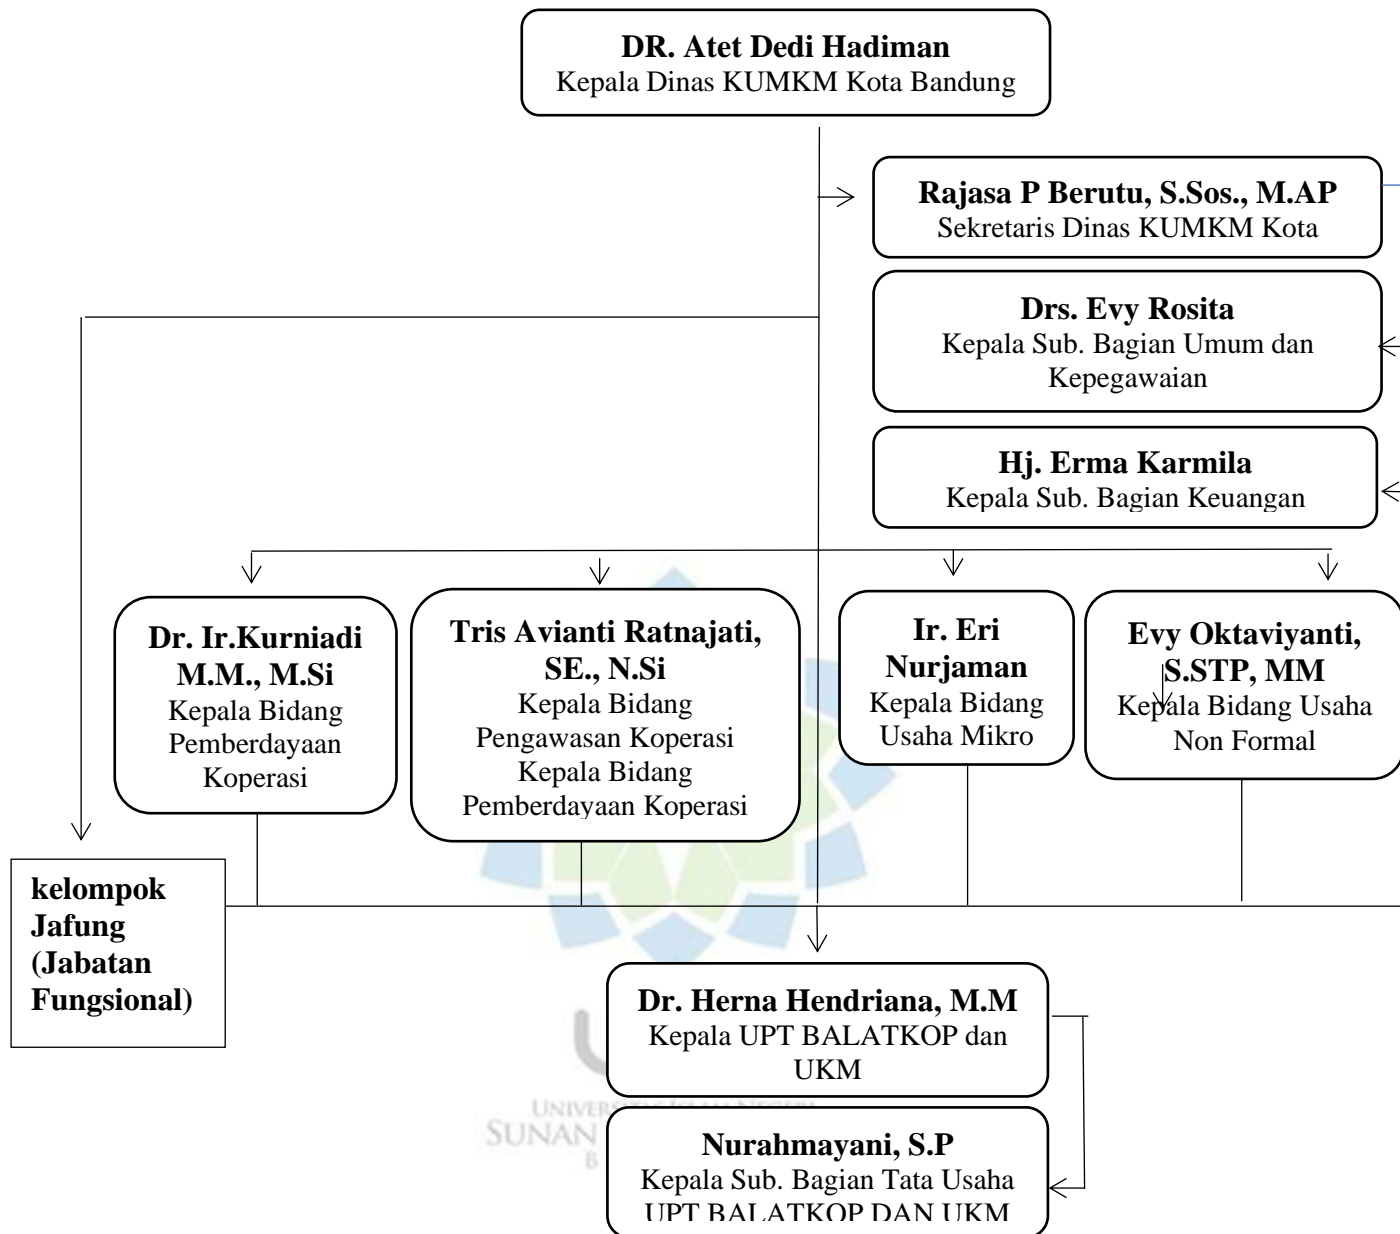 DR. Atet Dedi Hadiman
Kepala Dinas KUMKM Kota Bandung
Rajasa P Berutu, S.Sos., M.AP
Sekretaris Dinas KUMKM Kota
Drs. Evy Rosita
Kepala Sub. Bagian Umum dan
Kepegawaian
Hj. Erma Karmila
Kepala Sub. Bagian Keuangan
Dr. Ir.Kurniadi
M.M., M.Si
Kepala Bidang
Pemberdayaan
Koperasi
Tris Avianti Ratnajati,
SE., N.Si
Kepala Bidang
Pengawasan Koperasi
Kepala Bidang
Pemberdayaan Koperasi
Ir. Eri
Nurjaman
Kepala Bidang
Usaha Mikro
Evy Oktaviyanti,
S.STP, MM
Kepala Bidang Usaha
Non Formal
kelompok
Jafung
(Jabatan
Fungsional)
Dr. Herna Hendriana, M.M
Kepala UPT BALATKOP dan
UKM
SUNAN
Nurahmayani, S.P
Kepala Sub. Bagian Tata Usaha
UPT BALATKOP DAN UKM